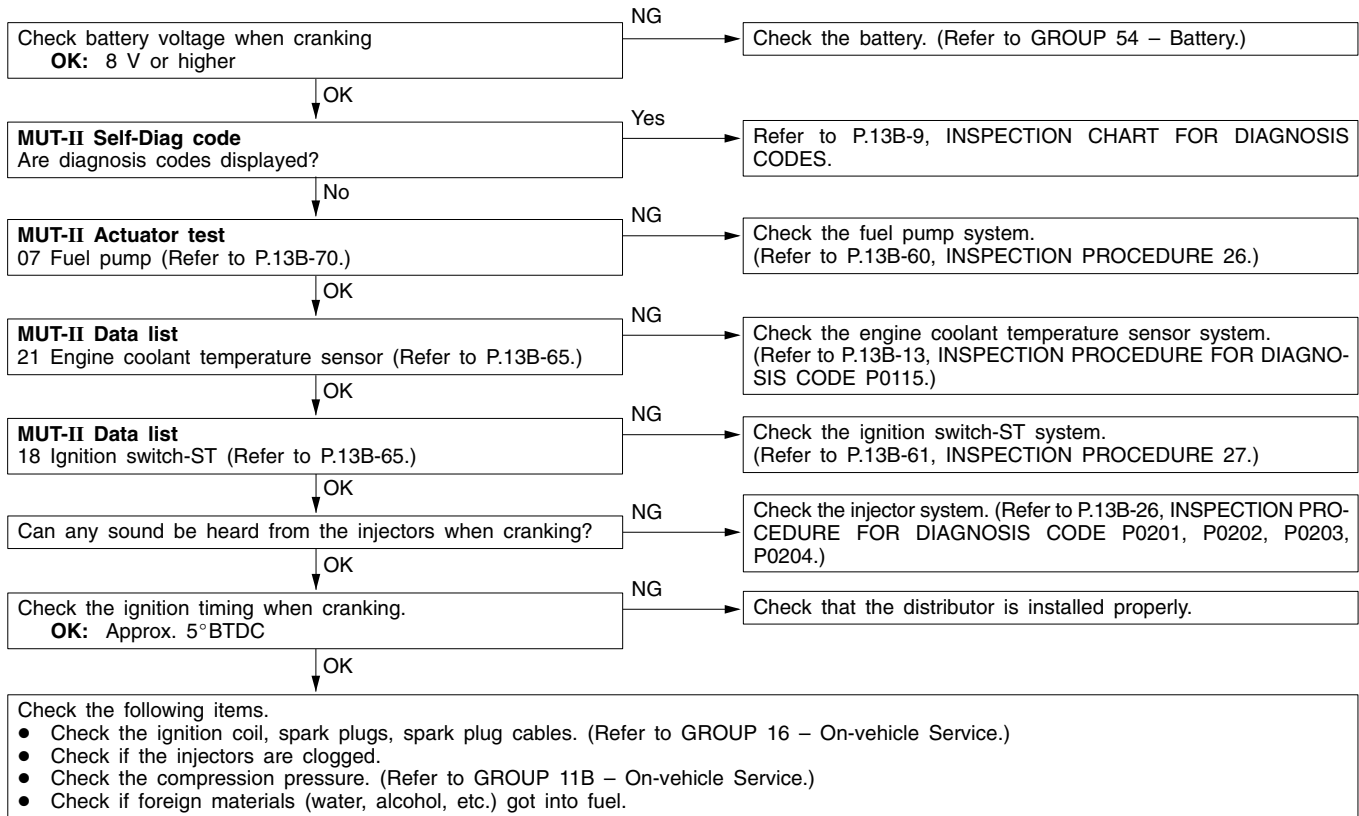 NG
Check battery voltage when cranking
OK: 8 V or higher
Check the battery. (Refer to GROUP 54 – Battery.)
OK
MUT-II Self-Diag code
Are diagnosis codes displayed?
Yes
Refer to P.13B-9, INSPECTION CHART FOR DIAGNOSIS
CODES.
No
MUT-II Actuator test
07 Fuel pump (Refer to P.13B-70.)
NG
Check the fuel pump system.
(Refer to P.13B-60, INSPECTION PROCEDURE 26.)
OK
MUT-II Data list
21 Engine coolant temperature sensor (Refer to P.13B-65.)
NG
Check the engine coolant temperature sensor system.
(Refer to P.13B-13, INSPECTION PROCEDURE FOR DIAGNO-
SIS CODE P0115.)
OK
MUT-II Data list
18 Ignition switch-ST (Refer to P.13B-65.)
NG
Check the ignition switch-ST system.
(Refer to P.13B-61, INSPECTION PROCEDURE 27.)
OK
Can any sound be heard from the injectors when cranking?
NG
Check the injector system. (Refer to P.13B-26, INSPECTION PRO-
CEDURE FOR DIAGNOSIS CODE P0201, P0202, P0203,
P0204.)
OK
Check the ignition timing when cranking.
OK: Approx. 5°BTDC
NG
Check that the distributor is installed properly.
OK
Check the following items.
● Check the ignition coil, spark plugs, spark plug cables. (Refer to GROUP 16 – On-vehicle Service.)
● Check if the injectors are clogged.
● Check the compression pressure. (Refer to GROUP 11B – On-vehicle Service.)
● Check if foreign materials (water, alcohol, etc.) got into fuel.